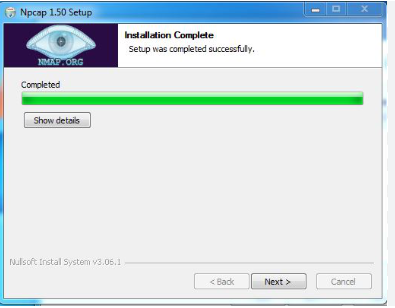 Npcap 1.50 Setup
Installation Complete
Setup was completed successfully.
NMAP.ORG
Completed
Show details
Nullsoft Install System v3.06.1
< Back
Next >
Cancel